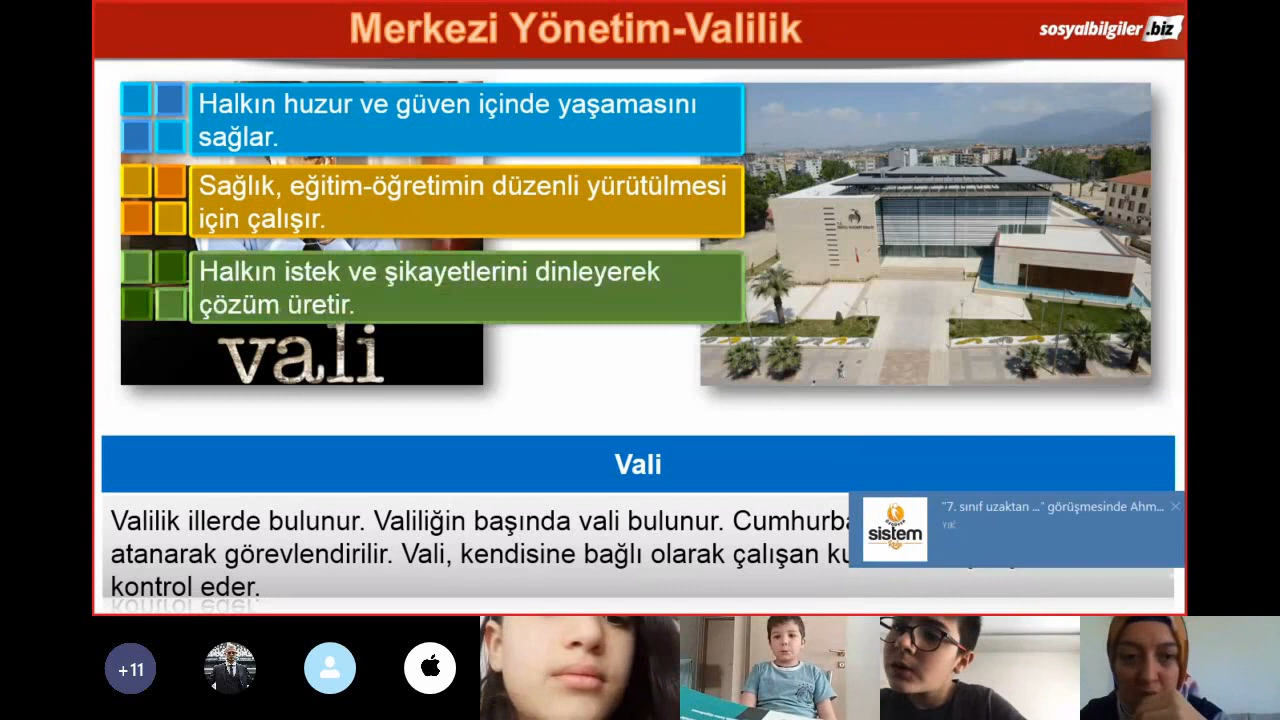 Merkezi Yönetim-Valilik
sosyalbilgiler.biz
Halkın huzur ve güven içinde yaşamasını
sağlar.
Sağlık, eğitim-öğretimin düzenli yürütülmesi
için çalışır.
Halkın istek ve şikayetlerini dinleyerek
çözüm üretir.
vali
Vali
Valilik illerde bulunur. Valiliğin başında vali bulunur. Cumhurba
atanarak görevlendirilir. Vali, kendisine bağlı olarak çalışan ku
kontrol eder.
"7. sınıf uzaktan ..." görüşmesinde Ahm...
sistem
+11